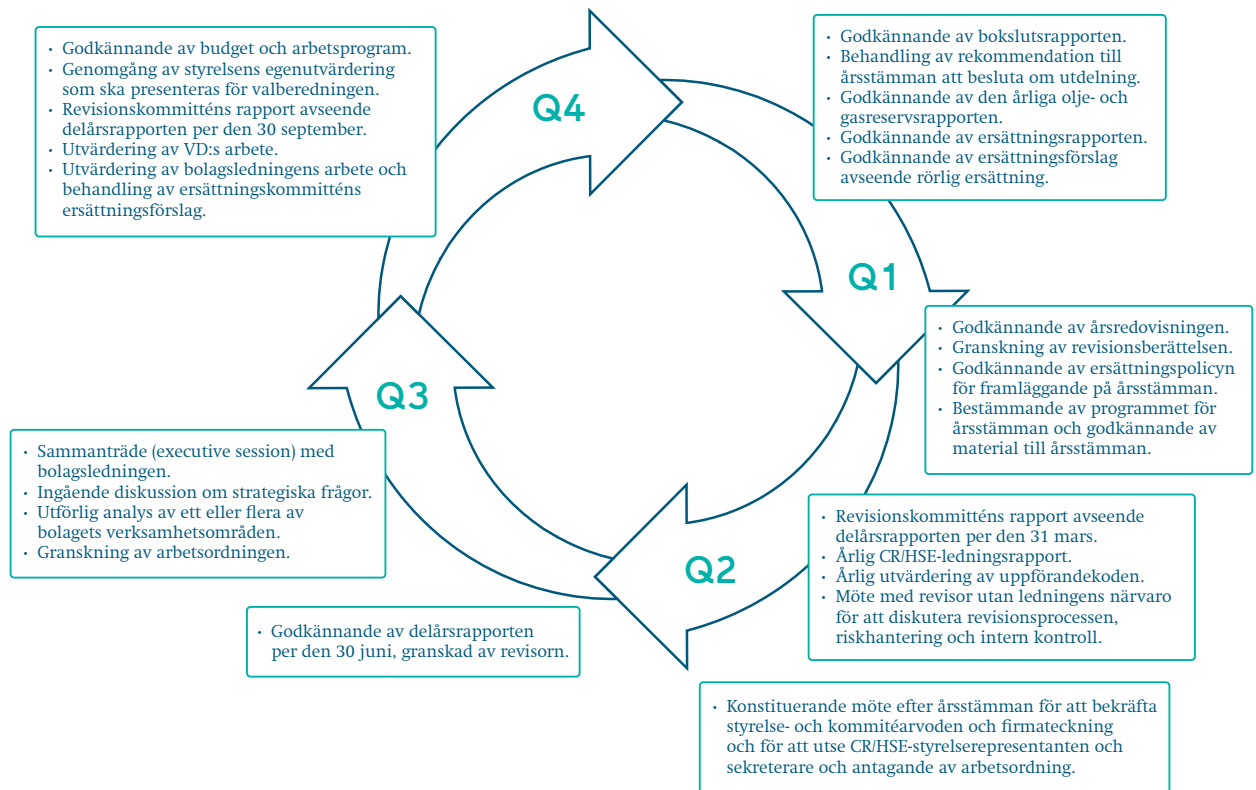 Q1
· Godkännande av bokslutsrapporten.
· Behandling av rekommendation till
årsstämman att besluta om utdelning.
· Godkännande av den årliga olje- och
gasreservsrapporten.
· Godkännande av ersättningsrapporten.
· Godkännande av ersättningsförslag
avseende rörlig ersättning.
· Godkännande av årsredovisningen.
· Granskning av revisionsberättelsen.
· Godkännande av ersättningspolicyn
för framläggande på årsstämman.
· Bestämmande av programmet för
årsstämman och godkännande av
material till årsstämman.
Q2
· Revisionskommitténs rapport avseende
delårsrapporten per den 31 mars.
· Årlig CR/HSE-ledningsrapport.
· Årlig utvärdering av uppförandekoden.
· Möte med revisor utan ledningens närvaro
för att diskutera revisionsprocessen,
riskhantering och intern kontroll.
· Konstituerande möte efter årsstämman för att bekräfta
styrelse- och kommitéarvoden och firmateckning
och för att utse CR/HSE-styrelserepresentanten och
sekreterare och antagande av arbetsordning.
Q3
· Godkännande av delårsrapporten
per den 30 juni, granskad av revisorn.
· Sammanträde (executive session) med
bolagsledningen.
· Ingående diskussion om strategiska frågor.
· Utförlig analys av ett eller flera av
bolagets verksamhetsområden.
· Granskning av arbetsordningen.
Q4
· Godkännande av budget och arbetsprogram.
· Genomgång av styrelsens egenutvärdering
som ska presenteras för valberedningen.
· Revisionskommitténs rapport avseende
delårsrapporten per den 30 september.
· Utvärdering av VD:s arbete.
· Utvärdering av bolagsledningens arbete och
behandling av ersättningskommitténs
ersättningsförslag.